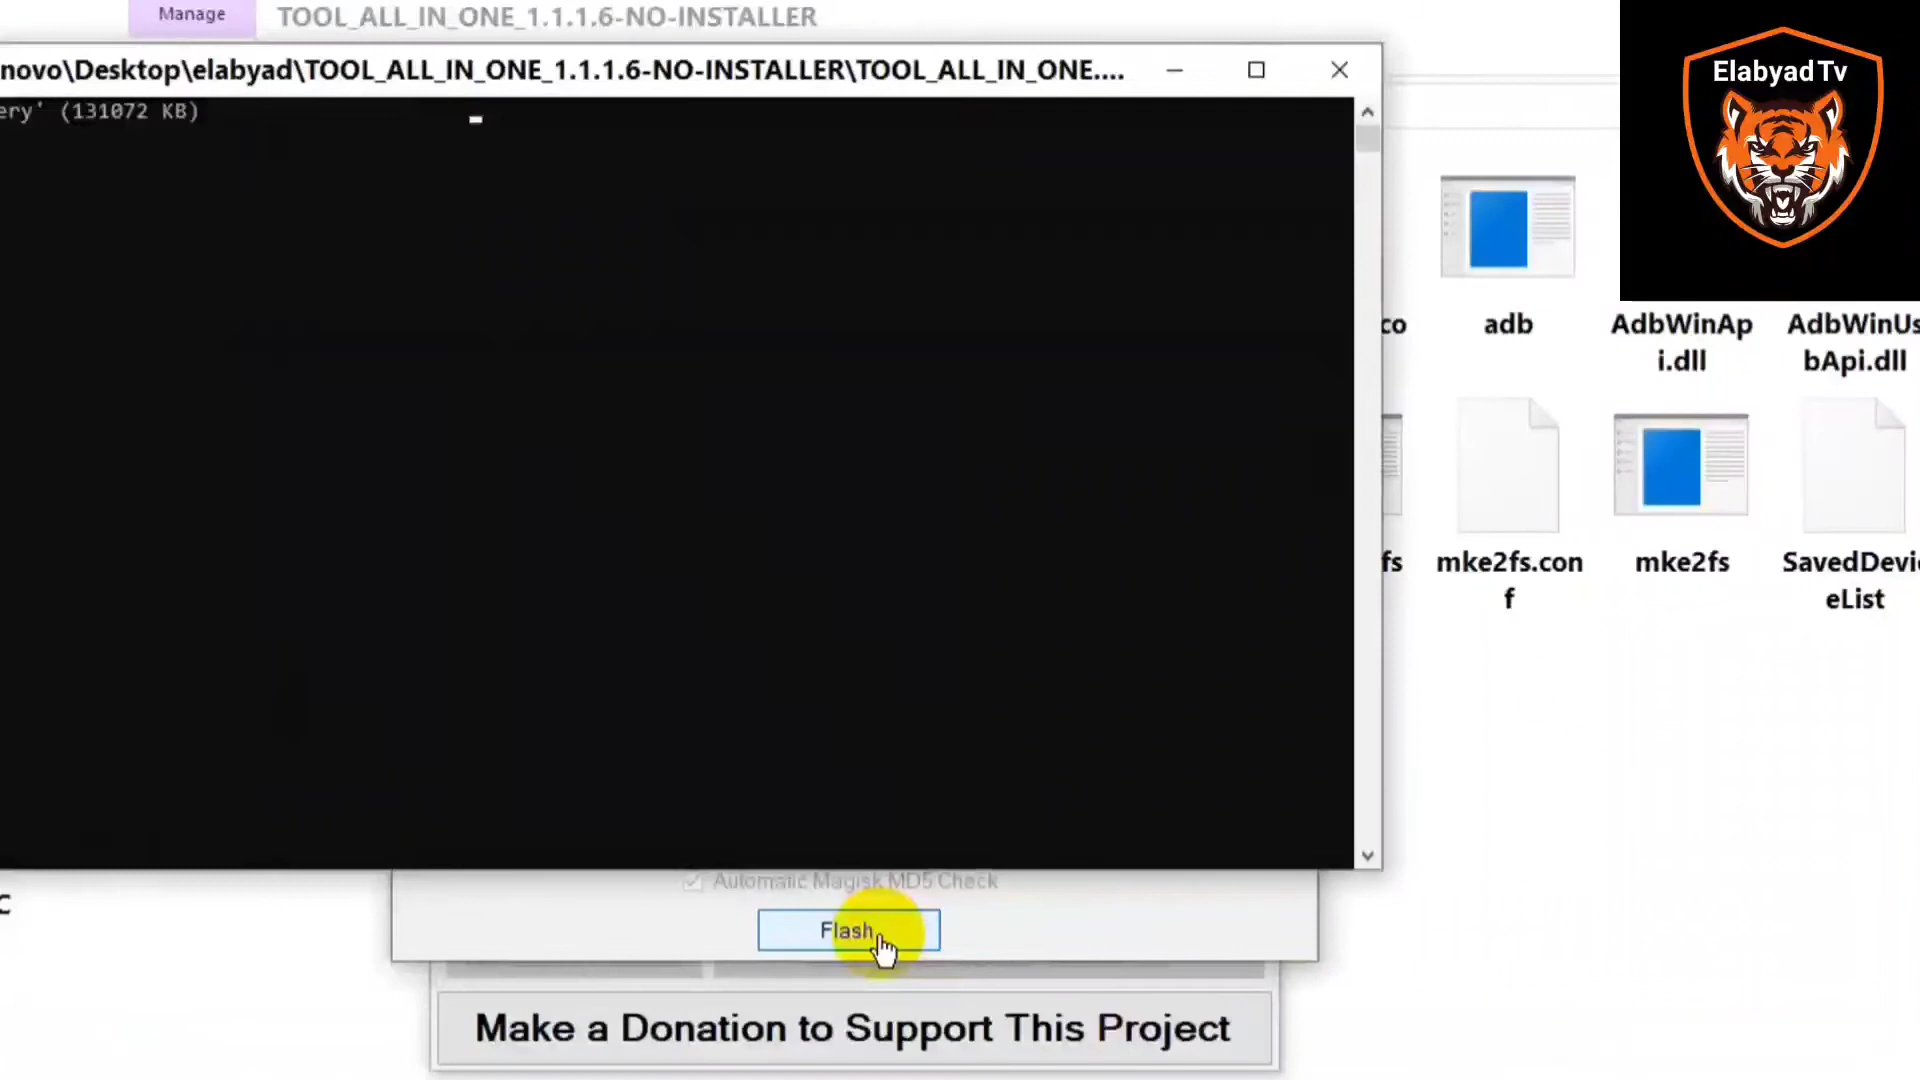 Manage
TOOL_ALL_IN_ONE_1.1.1.6-NO-INSTALLER
novo\Desktop\elabyad\TOOL_ALL_IN_ONE_1.1.1.6-NO-INSTALLER\TOOL_ALL_IN_ONE....
ery' (131072 KB)
Elabyad Tv
co
adb
AdbWinAp
i.dll
AdbWinUs
bApi.dll
fs
mke2fs.con
f
mke2fs
SavedDevic
eList
C
Automatic Magisk MD5 Check
Flash
Make a Donation to Support This Project